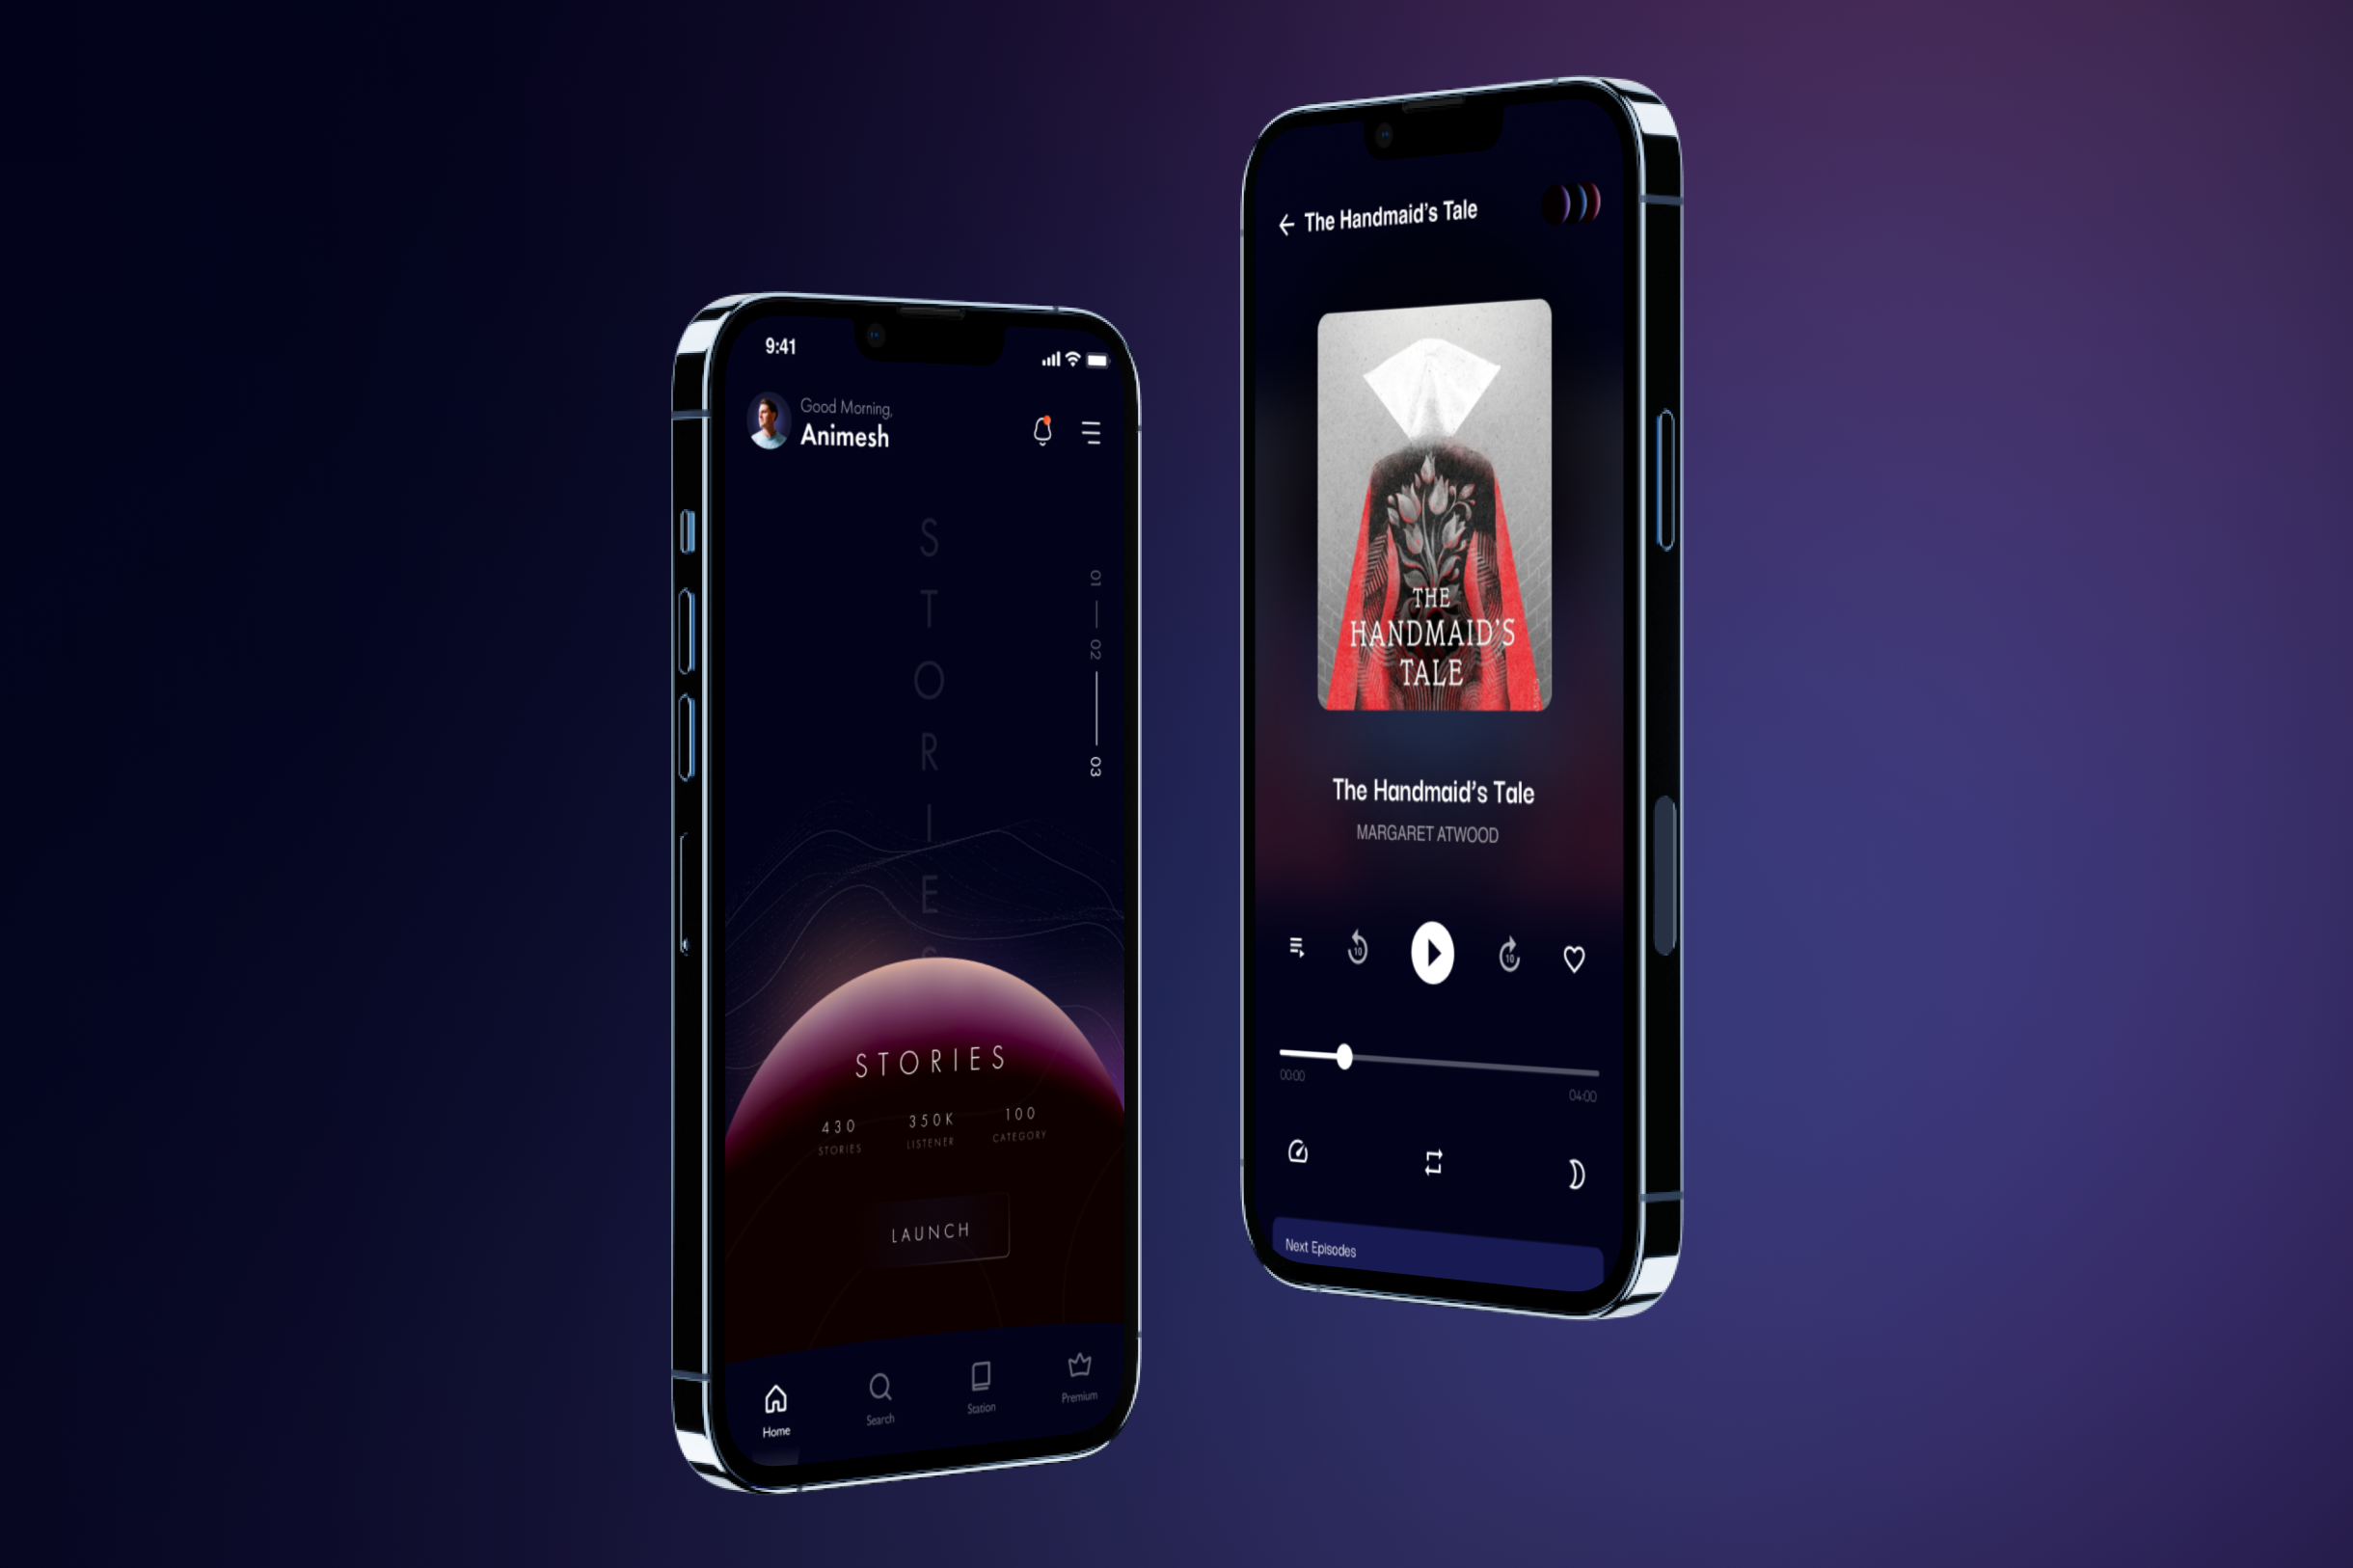 9:41
Good Morning,
Animesh
S
T
O
R
I
E
S
01
02
03
STORIES
430
STORIES
350K
LISTENER
100
CATEGORY
LAUNCH
Home
Search
Station
Premium
The Handmaid's Tale
THE
HANDMAID'S
TALE
The Handmaid's Tale
MARGARET ATWOOD
10
10
00:00
04:00
Next Episodes